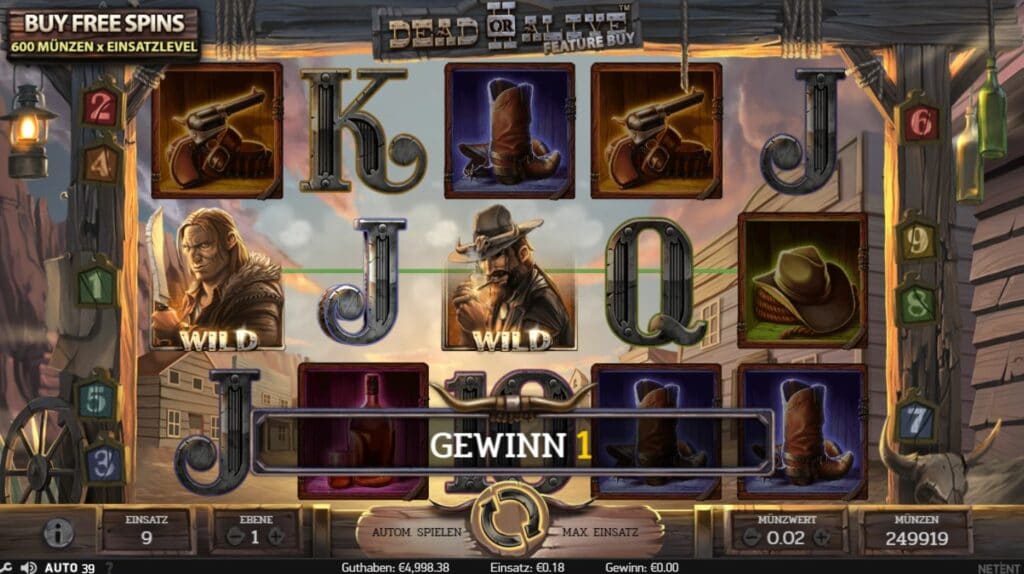 BUY FREE SPINS
600 MÜNZEN x EINSATZLEVEL
DEAD OR ALIVE II™
FEATURE BUY
2
K
J
6
4
9
1
J
Q
8
WILD
WILD
5
J
10
7
3
GEWINN 1
EINSATZ
9
EBENE
1
AUTOM. SPIELEN
MAX. EINSATZ
MÜNZWERT
0.02
MÜNZEN
249919
AUTO 39
?
Guthaben: €4,998.38
Einsatz: €0.18
Gewinn: €0.00
NETENT